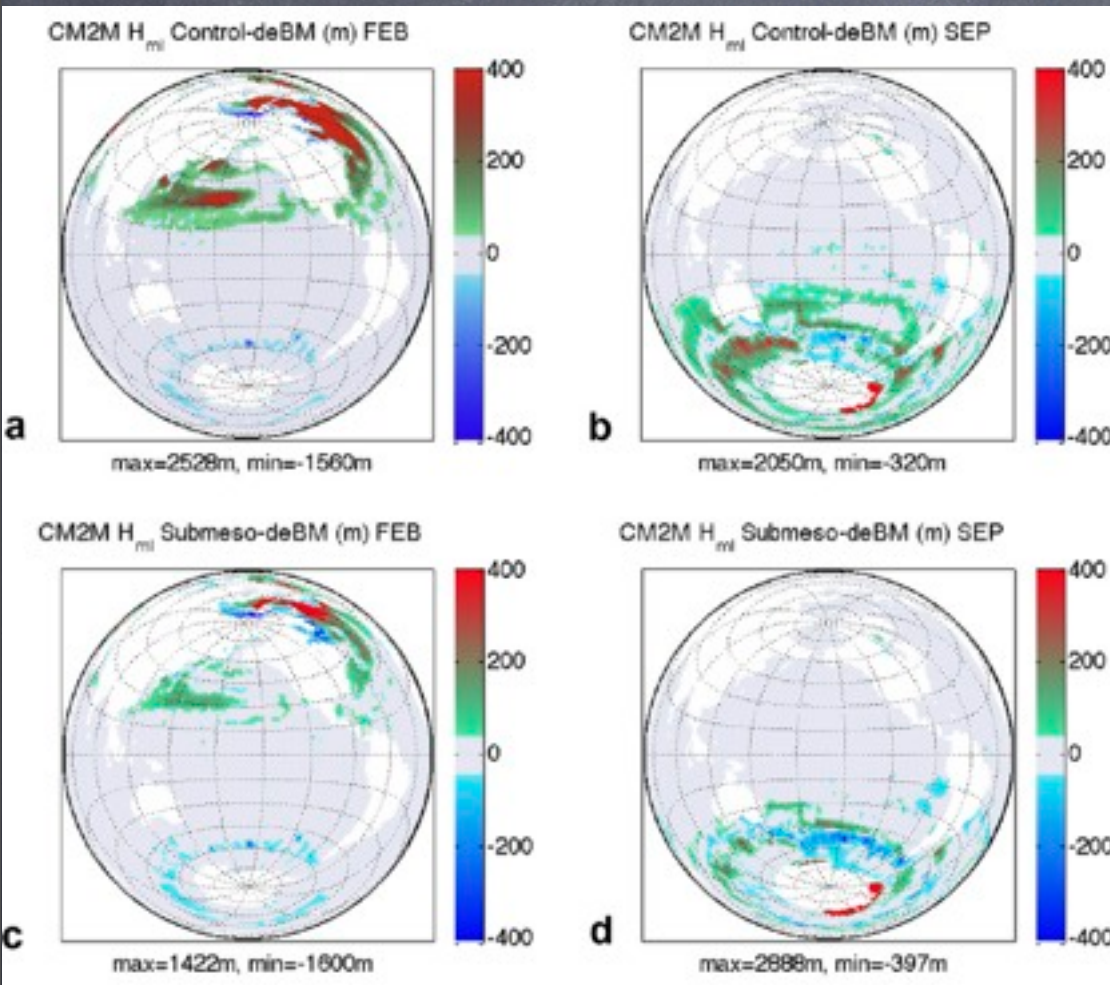 CM2M H_ml Control-deBM (m) FEB
400
200
0
-200
-400
a
max=2528m, min=-1560m
CM2M H_ml Control-deBM (m) SEP
400
200
0
-200
-400
b
max=2050m, min=-320m
CM2M H_ml Submeso-deBM (m) FEB
400
200
0
-200
-400
c
max=1422m, min=-1600m
CM2M H_ml Submeso-deBM (m) SEP
400
200
0
-200
-400
d
max=2888m, min=-397m